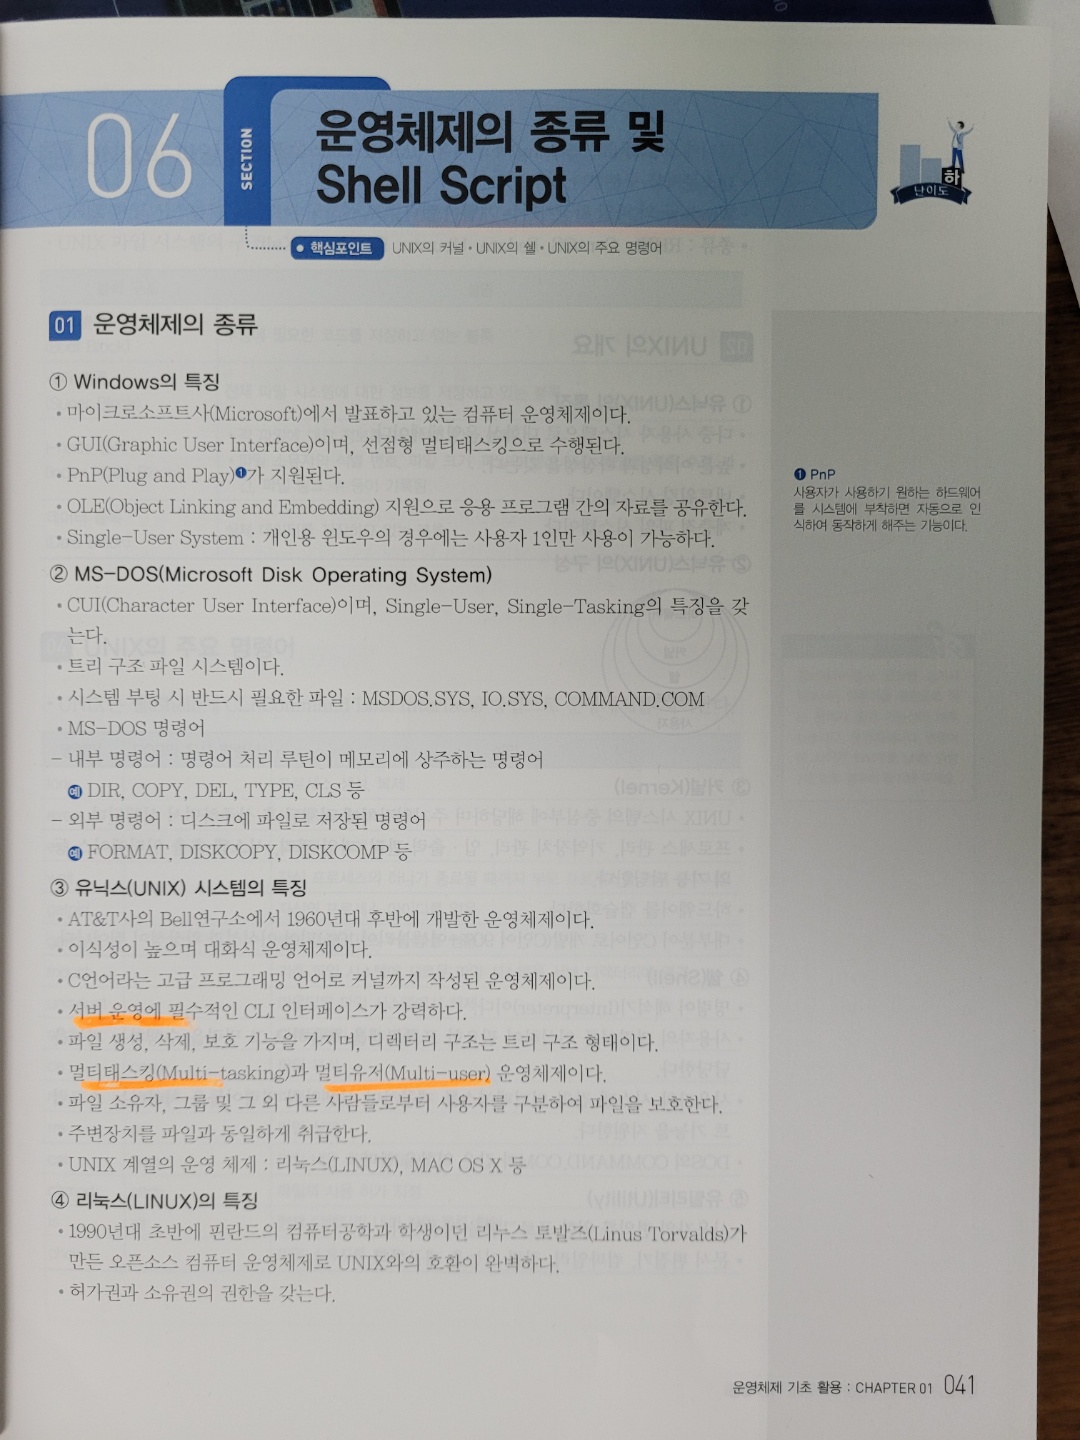 06
SECTION
운영체제의 종류 및
Shell Script
하
난이도
핵심포인트 UNIX의 커널 • UNIX의 쉘 • UNIX의 주요 명령어
01 운영체제의 종류
① Windows의 특징
• 마이크로소프트사(Microsoft)에서 발표하고 있는 컴퓨터 운영체제이다.
• GUI(Graphic User Interface)이며, 선점형 멀티태스킹으로 수행된다.
• PnP(Plug and Play)❶가 지원된다.
• OLE(Object Linking and Embedding) 지원으로 응용 프로그램 간의 자료를 공유한다.
• Single-User System : 개인용 윈도우의 경우에는 사용자 1인만 사용이 가능하다.
② MS-DOS(Microsoft Disk Operating System)
• CUI(Character User Interface)이며, Single-User, Single-Tasking의 특징을 갖
는다.
• 트리 구조 파일 시스템이다.
• 시스템 부팅 시 반드시 필요한 파일 : MSDOS.SYS, IO.SYS, COMMAND.COM
• MS-DOS 명령어
- 내부 명령어 : 명령어 처리 루틴이 메모리에 상주하는 명령어
예 DIR, COPY, DEL, TYPE, CLS 등
- 외부 명령어 : 디스크에 파일로 저장된 명령어
예 FORMAT, DISKCOPY, DISKCOMP 등
③ 유닉스(UNIX) 시스템의 특징
• AT&T사의 Bell연구소에서 1960년대 후반에 개발한 운영체제이다.
• 이식성이 높으며 대화식 운영체제이다.
• C언어라는 고급 프로그래밍 언어로 커널까지 작성된 운영체제이다.
• 서버 운영에 필수적인 CLI 인터페이스가 강력하다.
• 파일 생성, 삭제, 보호 기능을 가지며, 디렉터리 구조는 트리 구조 형태이다.
• 멀티태스킹(Multi-tasking)과 멀티유저(Multi-user) 운영체제이다.
• 파일 소유자, 그룹 및 그 외 다른 사람들로부터 사용자를 구분하여 파일을 보호한다.
• 주변장치를 파일과 동일하게 취급한다.
• UNIX 계열의 운영 체제 : 리눅스(LINUX), MAC OS X 등
④ 리눅스(LINUX)의 특징
• 1990년대 초반에 핀란드의 컴퓨터공학과 학생이던 리누스 토발즈(Linus Torvalds)가
만든 오픈소스 컴퓨터 운영체제로 UNIX와의 호환이 완벽하다.
• 허가권과 소유권의 권한을 갖는다.
❶ PnP
사용자가 사용하기 원하는 하드웨어
를 시스템에 부착하면 자동으로 인
식하여 동작하게 해주는 기능이다.
운영체제 기초 활용 : CHAPTER 01 041